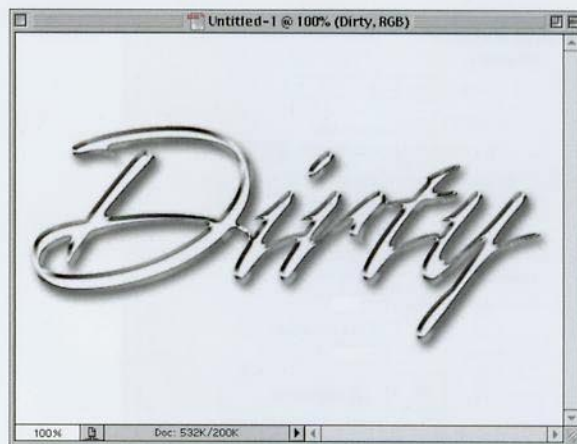 Untitled-1 @ 100% (Dirty, RGB)
Dirty
100% Doc: 532K/200K